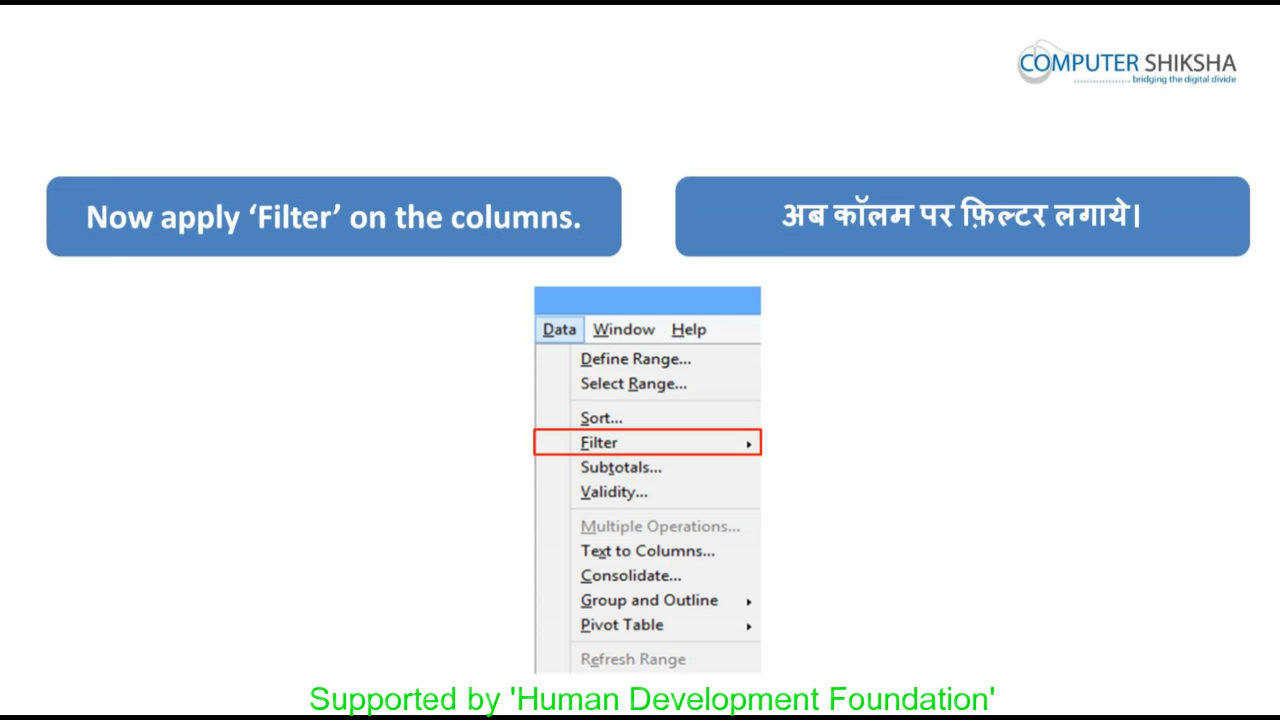 COMPUTER SHIKSHA
bridging the digital divide
Now apply ‘Filter’ on the columns.
अब कॉलम पर फ़िल्टर लगाये।
Data Window Help
Define Range...
Select Range...
Sort...
Filter
Subtotals...
Validity...
Multiple Operations...
Text to Columns...
Consolidate...
Group and Outline
Pivot Table
Refresh Range
Supported by 'Human Development Foundation'